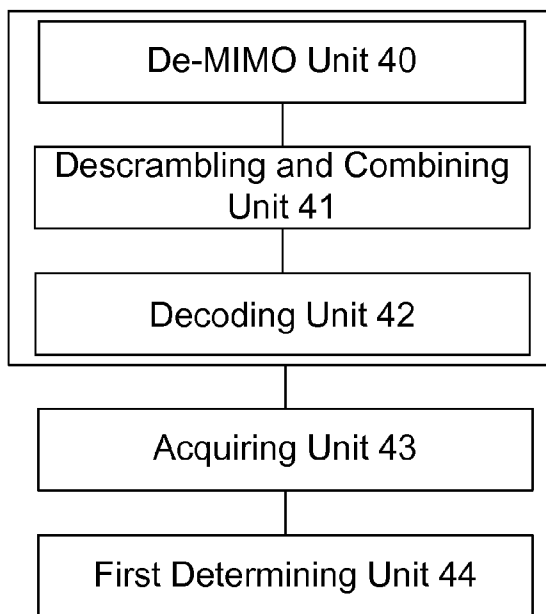 De-MIMO Unit 40
Descrambling and Combining
Unit 41
Decoding Unit 42
Acquiring Unit 43
First Determining Unit 44